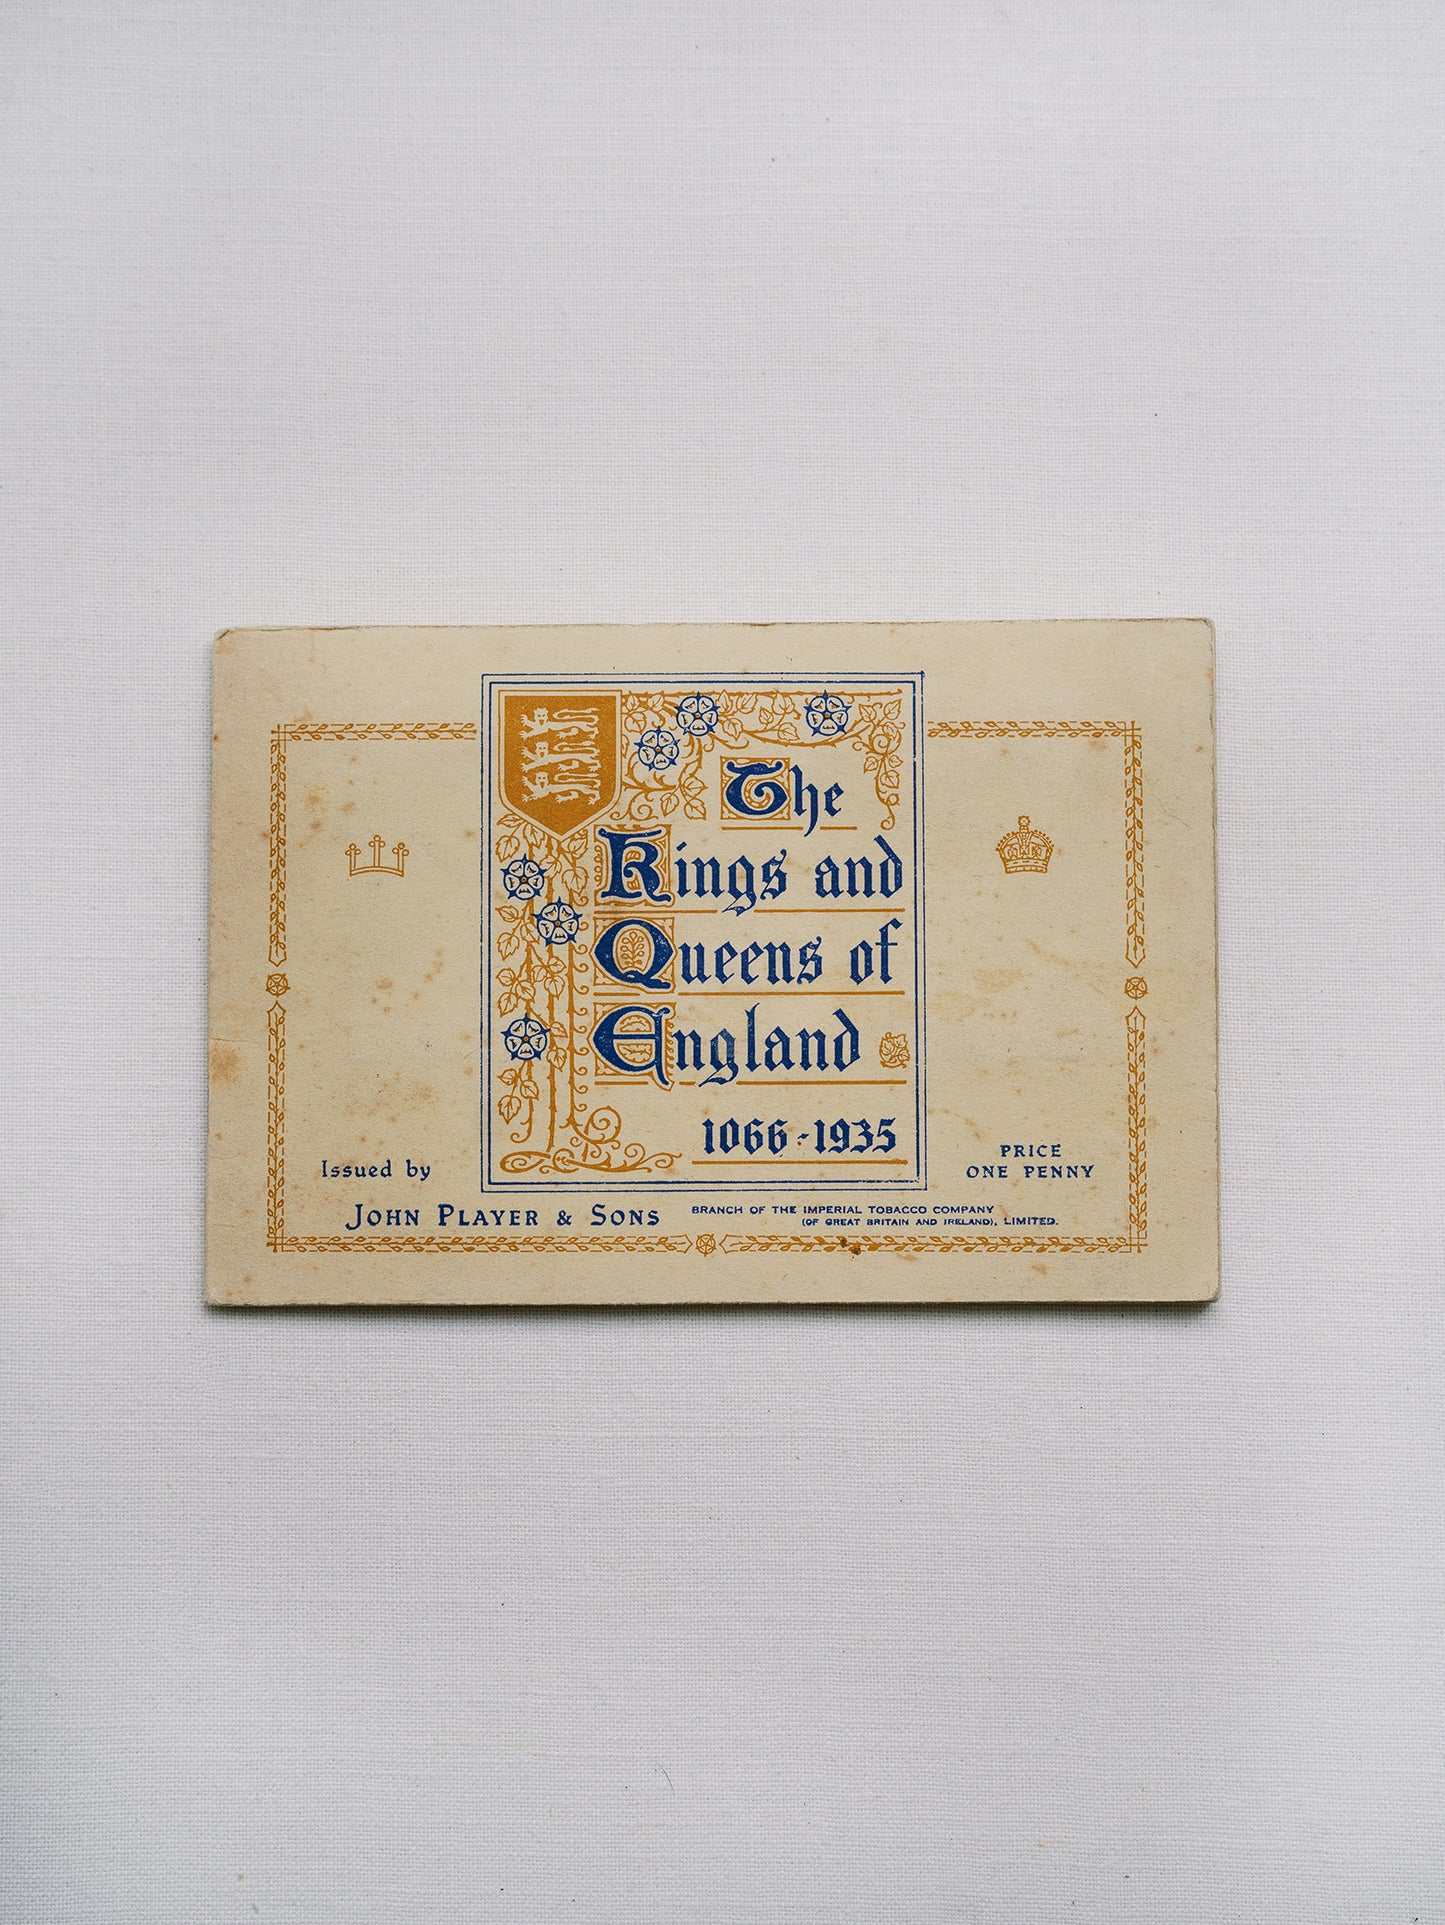 The
Kings and
Queens of
England
1066-1935
Issued by
JOHN PLAYER & SONS
BRANCH OF THE IMPERIAL TOBACCO COMPANY
(OF GREAT BRITAIN AND IRELAND), LIMITED.
PRICE
ONE PENNY